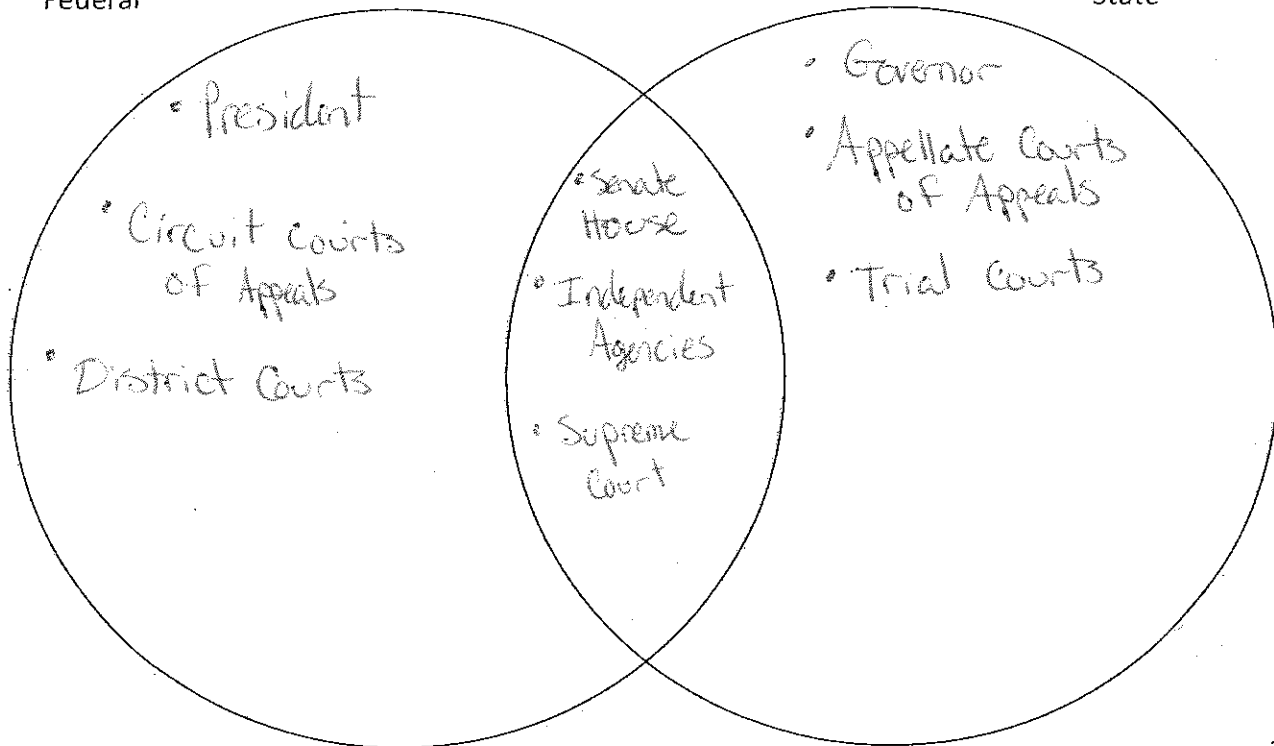 Federal
State
• President
• Circuit Courts
of Appeals
• District Courts
• Senate
House
• Independent
Agencies
• Supreme
Court
• Governor
• Appellate Courts
of Appeals
• Trial Courts